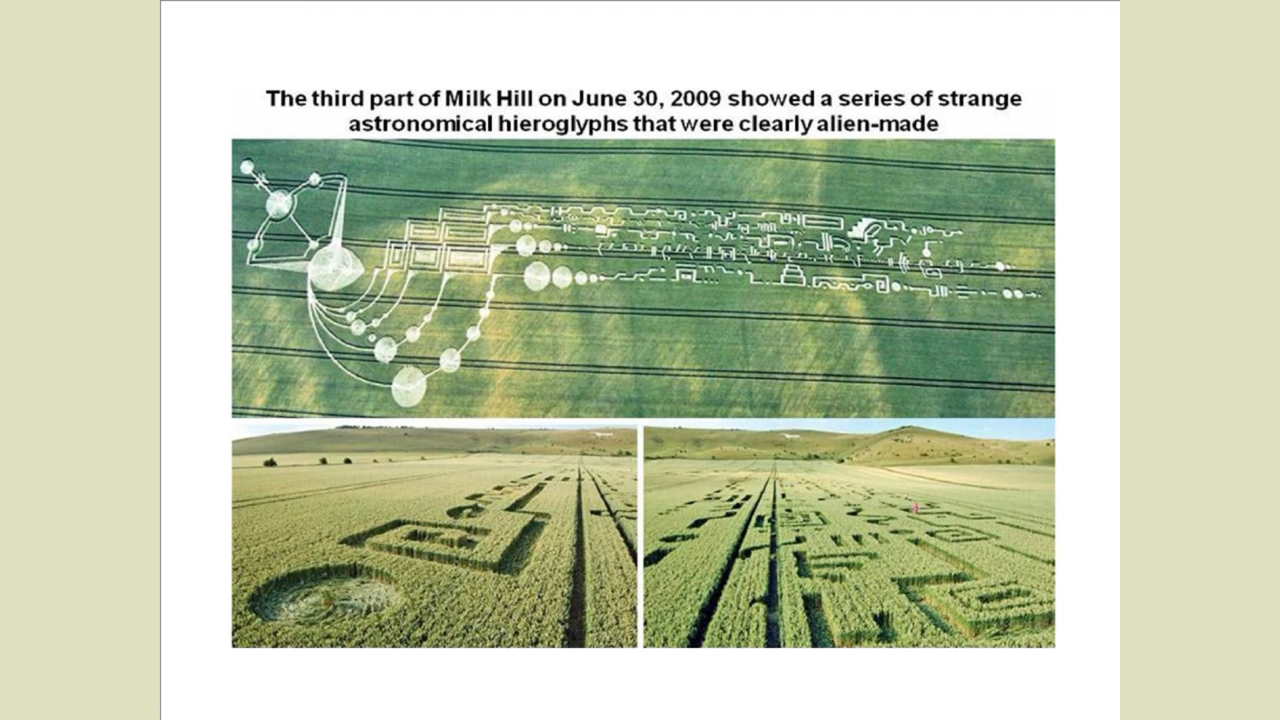 The third part of Milk Hill on June 30, 2009 showed a series of strange
astronomical hieroglyphs that were clearly alien-made